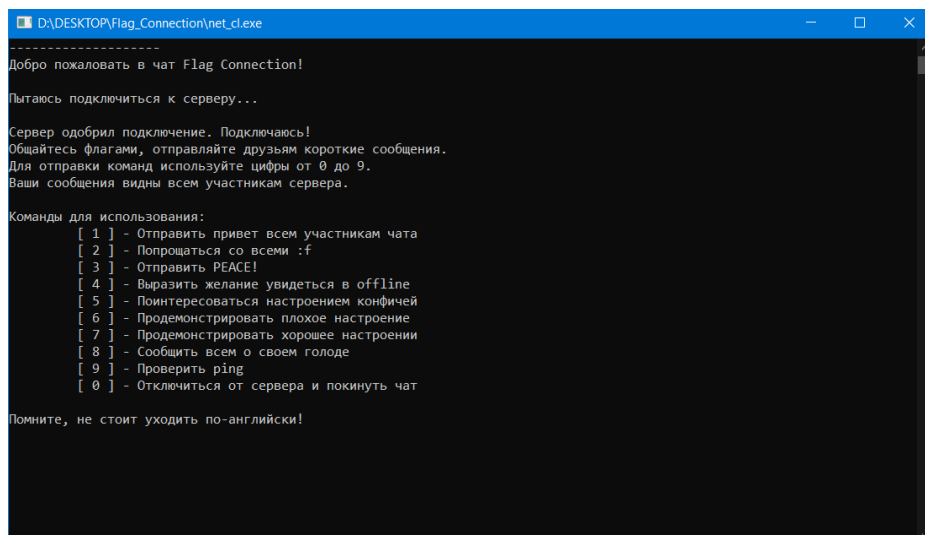 D:\DESKTOP\Flag_Connection\net_cl.exe
--------------------
Добро пожаловать в чат Flag Connection!
Пытаюсь подключиться к серверу...
Сервер одобрил подключение. Подключаюсь!
Общайтесь флагами, отправляйте друзьям короткие сообщения.
Для отправки команд используйте цифры от 0 до 9.
Ваши сообщения видны всем участникам сервера.
Команды для использования:
[ 1 ] - Отправить привет всем участникам чата
[ 2 ] - Попрощаться со всеми :f
[ 3 ] - Отправить PEACE!
[ 4 ] - Выразить желание увидеться в offline
[ 5 ] - Поинтересоваться настроением конфичей
[ 6 ] - Продемонстрировать плохое настроение
[ 7 ] - Продемонстрировать хорошее настроении
[ 8 ] - Сообщить всем о своем голоде
[ 9 ] - Проверить ping
[ 0 ] - Отключиться от сервера и покинуть чат
Помните, не стоит уходить по-английски!